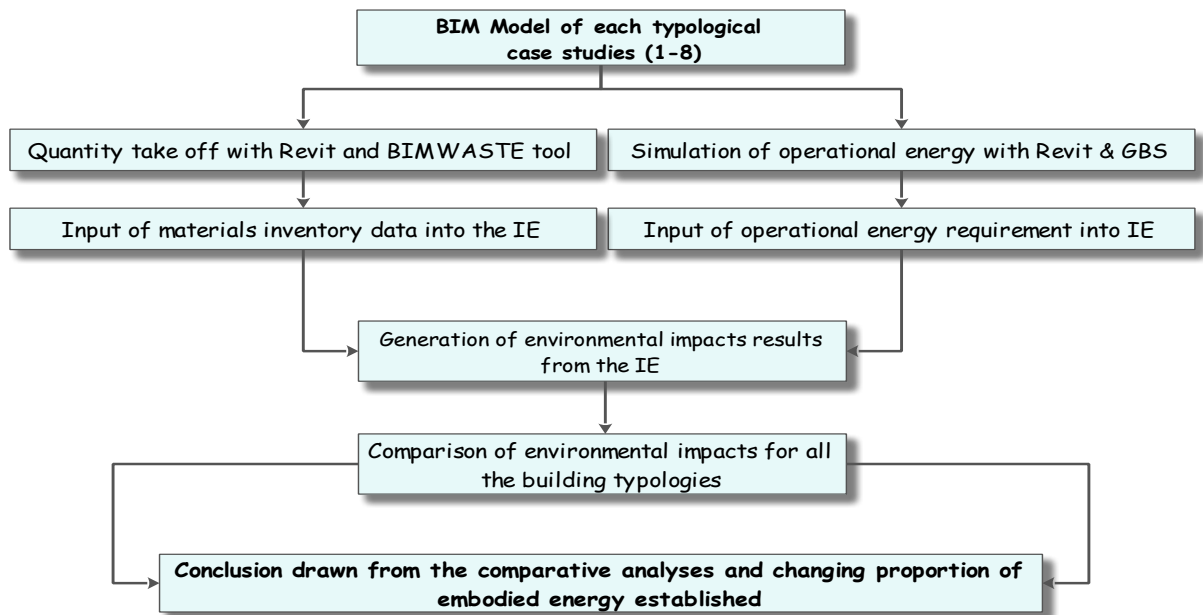 BIM Model of each typological
case studies (1-8)
Quantity take off with Revit and BIMWASTE tool
Simulation of operational energy with Revit & GBS
Input of materials inventory data into the IE
Input of operational energy requirement into IE
Generation of environmental impacts results
from the IE
Comparison of environmental impacts for all
the building typologies
Conclusion drawn from the comparative analyses and changing proportion of
embodied energy established